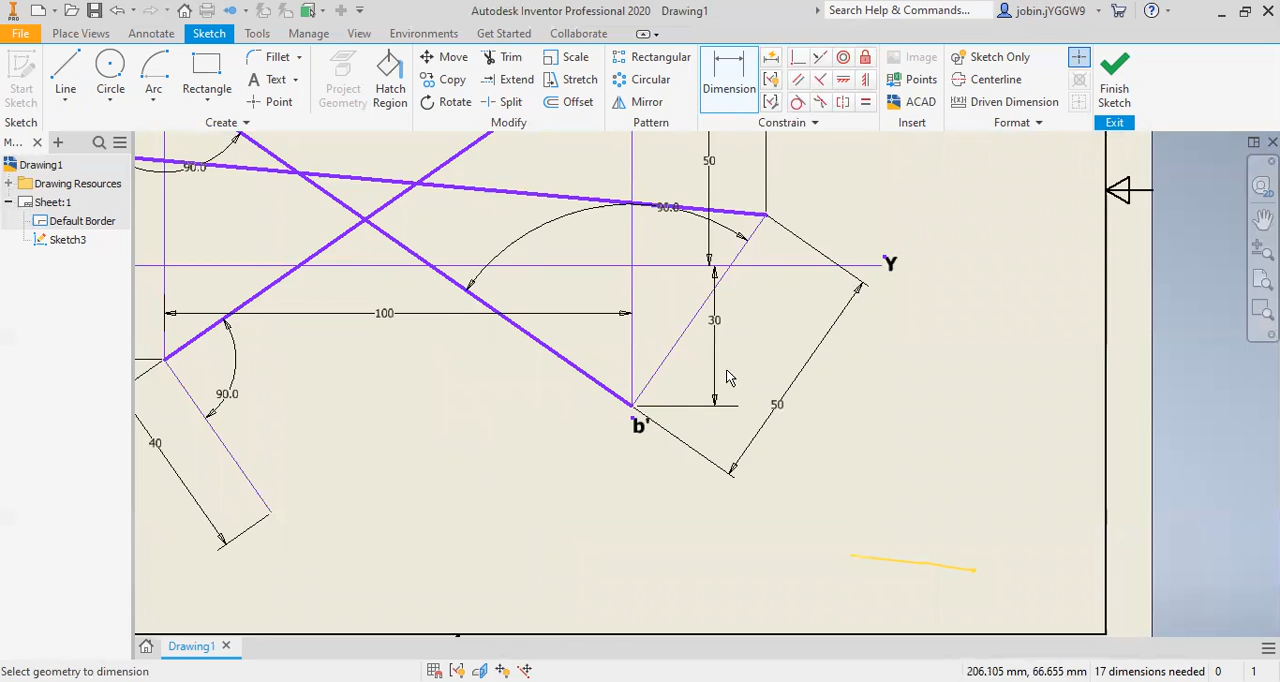 Autodesk Inventor Professional 2020 Drawing1
Search Help & Commands...
jobin.jYGGW9
PRO
File Place Views Annotate Sketch Tools Manage View Environments Get Started Collaborate
Start Sketch
Line
Circle
Arc
Rectangle
Fillet
Text
Point
Project Geometry
Hatch Region
Move
Copy
Rotate
Trim
Extend
Split
Scale
Stretch
Offset
Rectangular
Circular
Mirror
Dimension
Image
Points
ACAD
Sketch Only
Centerline
Driven Dimension
Finish Sketch
Sketch Create Modify Pattern Constrain Insert Format Exit
M...
Drawing1
Drawing Resources
Sheet:1
Default Border
Sketch3
90.0
50
90.0
Y
100
30
90.0
50
b'
40
2D
Drawing1
Select geometry to dimension
206.105 mm, 66.655 mm 17 dimensions needed 0 1